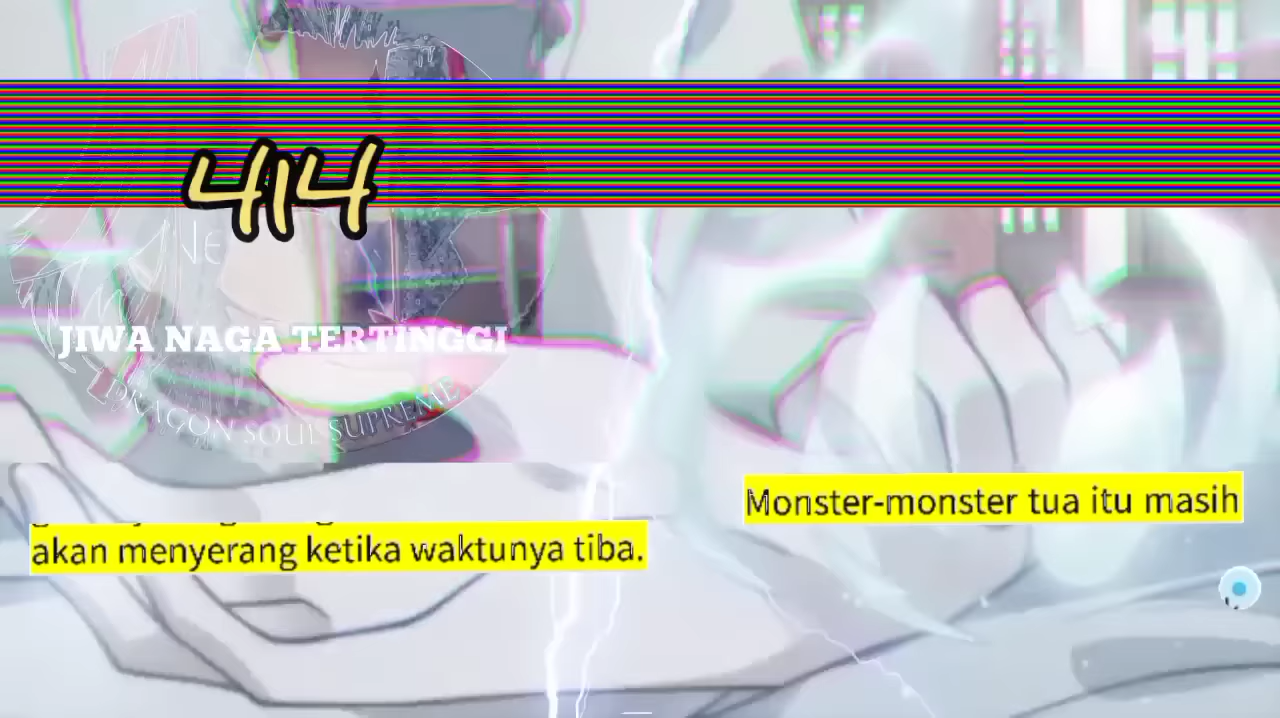 414
JIWA NAGA TERTINGGI
DRAGON SOUL SUPREME
Monster-monster tua itu masih
akan menyerang ketika waktunya tiba.